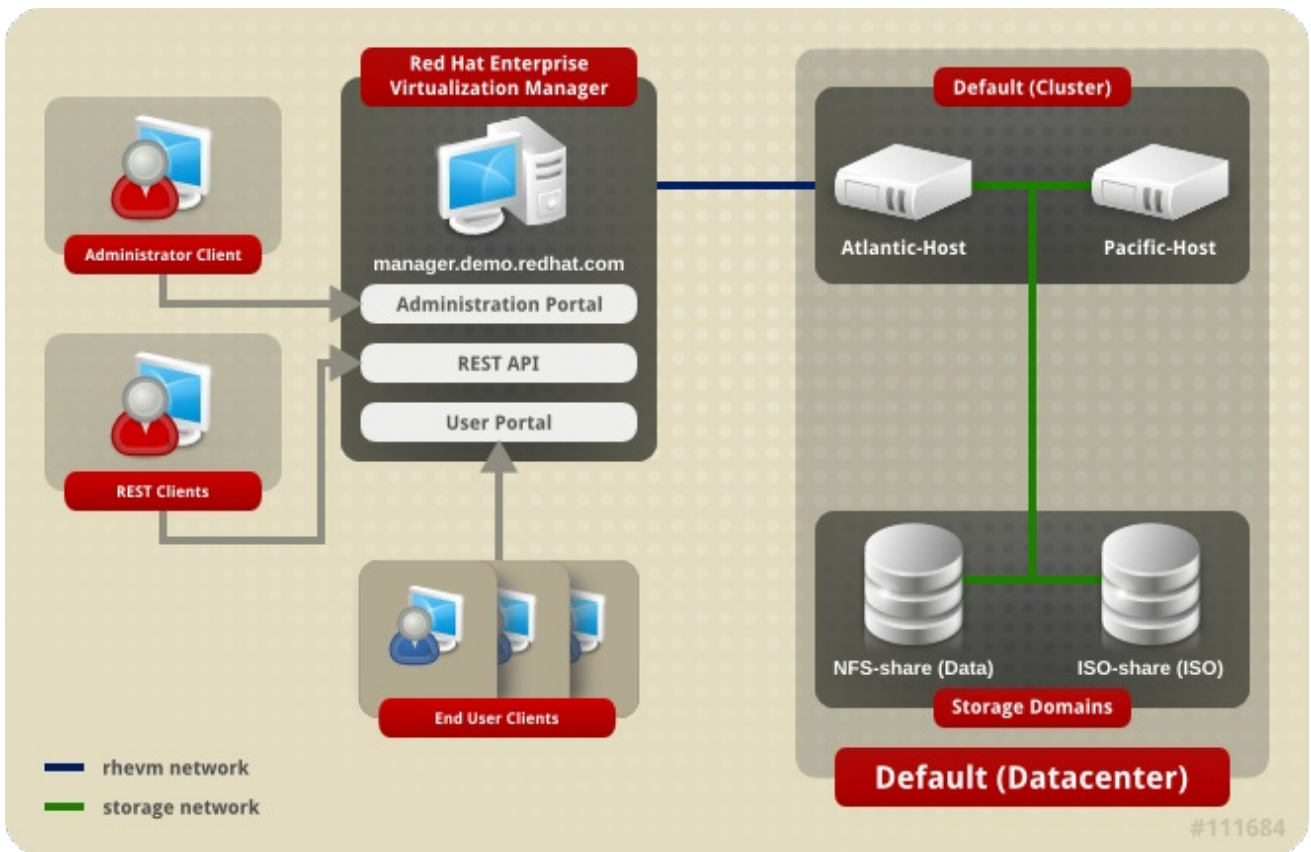 Red Hat Enterprise
Virtualization Manager
Default (Cluster)
Administrator Client
manager.demo.redhat.com
Atlantic-Host
Pacific-Host
Administration Portal
REST API
User Portal
REST Clients
End User Clients
NFS-share (Data)
ISO-share (ISO)
Storage Domains
Default (Datacenter)
rhevm network
storage network
#111684